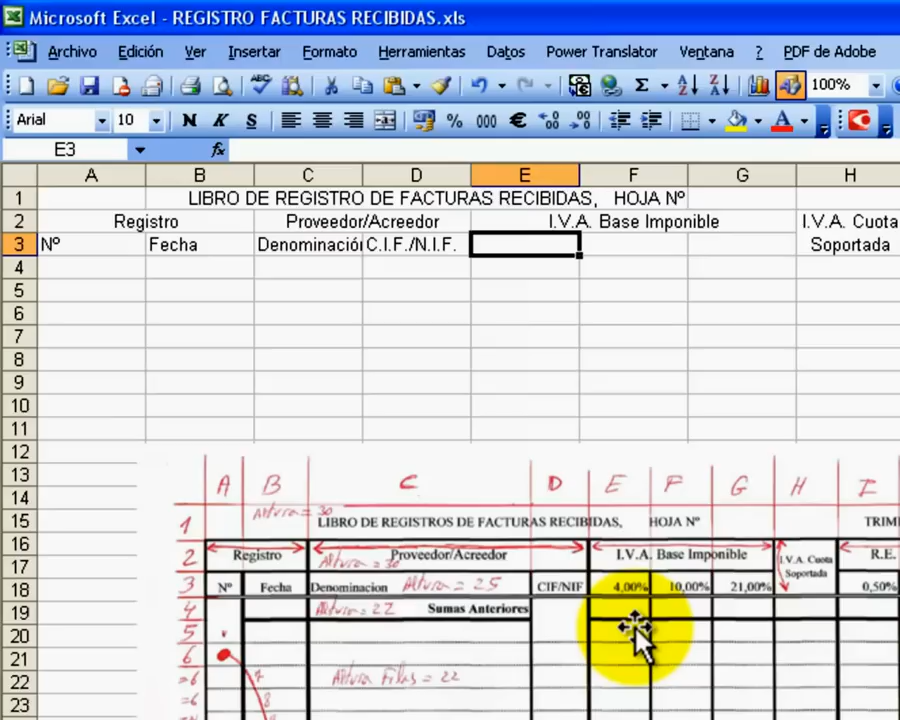 Microsoft Excel - REGISTRO FACTURAS RECIBIDAS.xls
Archivo Edición Ver Insertar Formato Herramientas Datos Power Translator Ventana ? PDF de Adobe
ABC Σ A Z Z A 100%
Arial 10 N K S % 000 € A
E3 fx
A B C D E F G H
1 LIBRO DE REGISTRO DE FACTURAS RECIBIDAS, HOJA Nº
2 Registro Proveedor/Acreedor I.V.A. Base Imponible I.V.A. Cuota
3 Nº Fecha Denominació C.I.F./N.I.F. Soportada
4
5
6
7
8
9
10
11
12
13 A B C D E F G H I
14 Altura = 30
15 1 LIBRO DE REGISTROS DE FACTURAS RECIBIDAS, HOJA Nº TRIM
16 2 Registro Proveedor/Acreedor I.V.A. Base Imponible I.V.A. Cuota Soportada R.E.
17 Altura = 30
18 3 Nº Fecha Denominacion Altura = 25 CIF/NIF 4,00% 10,00% 21,00% 0,50%
19 4 Altura = 22 Sumas Anteriores
20 5
21 6
22 =6 7 Altura Filas = 22
23 =6 8